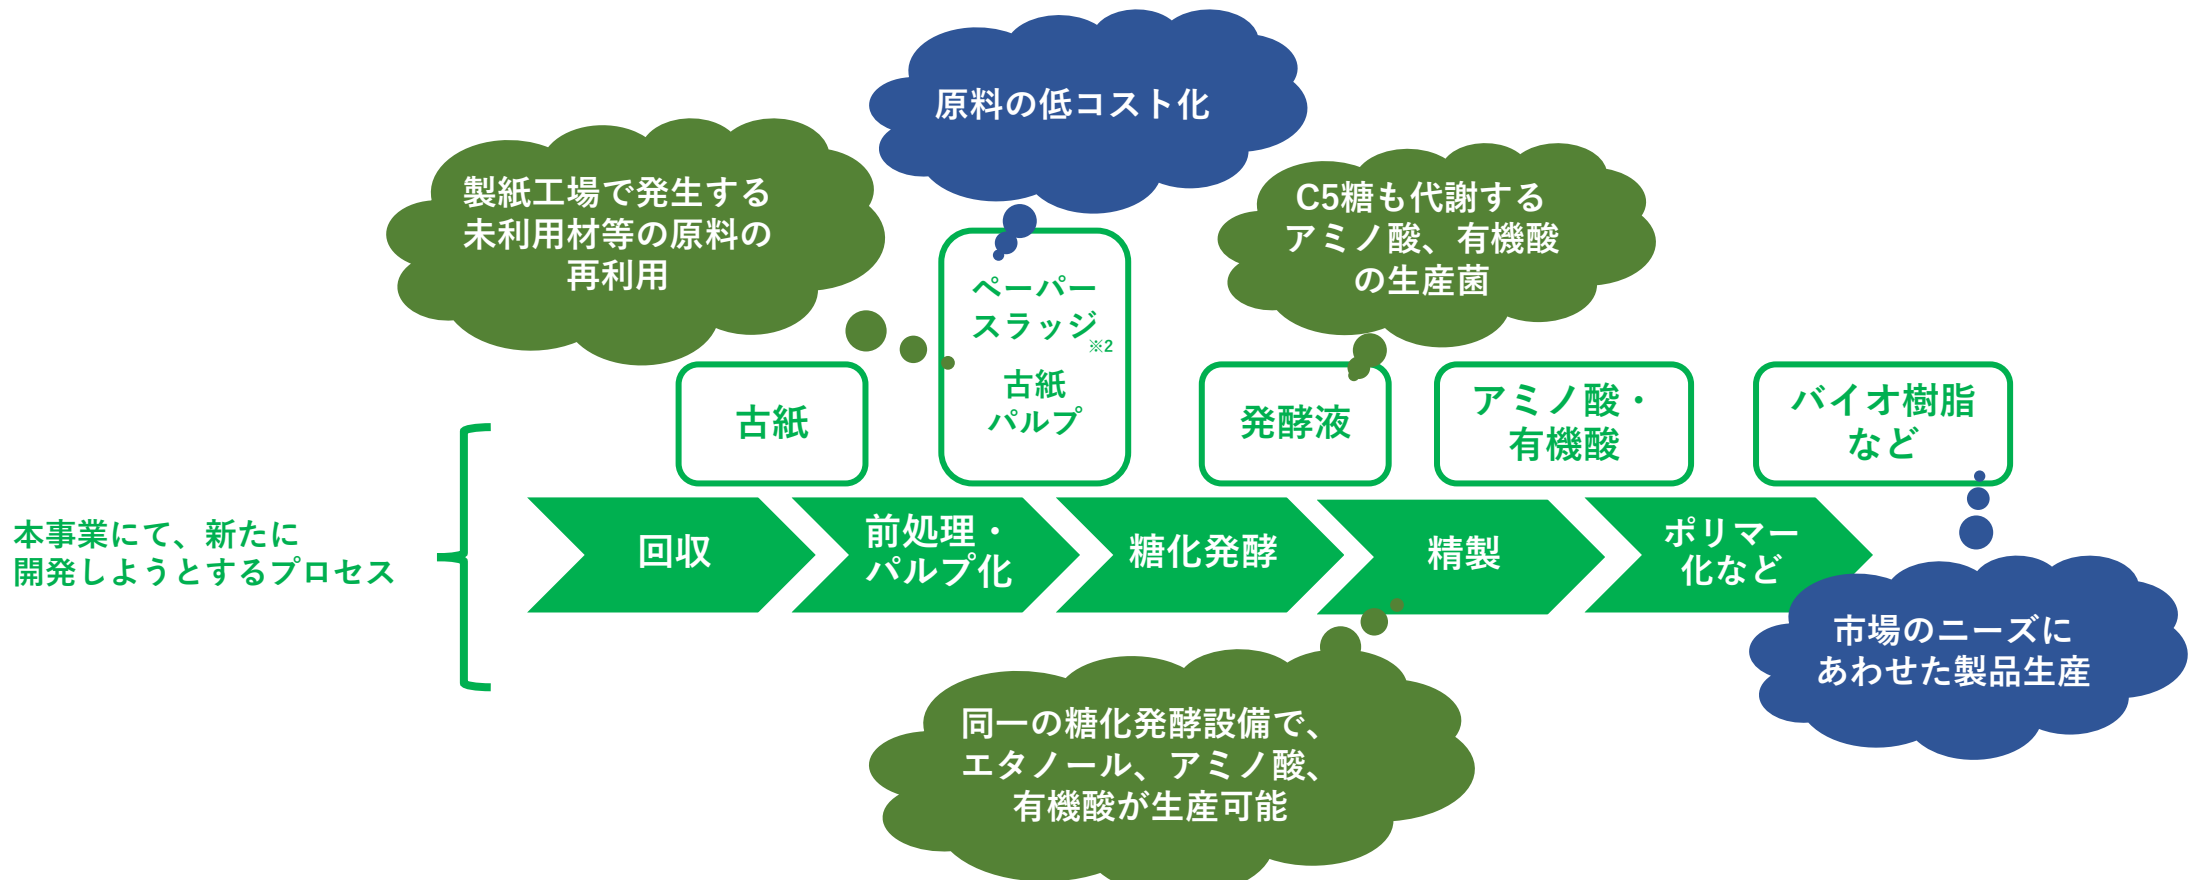 原料の低コスト化
製紙工場で発生する
未利用材等の原料の
再利用
C5糖も代謝する
アミノ酸、有機酸
の生産菌
古紙
ペーパー
スラッジ※2
古紙
パルプ
発酵液
アミノ酸・
有機酸
バイオ樹脂
など
本事業にて、新たに
開発しようとするプロセス
回収
前処理・
パルプ化
糖化発酵
精製
ポリマー
化など
市場のニーズに
あわせた製品生産
同一の糖化発酵設備で、
エタノール、アミノ酸、
有機酸が生産可能